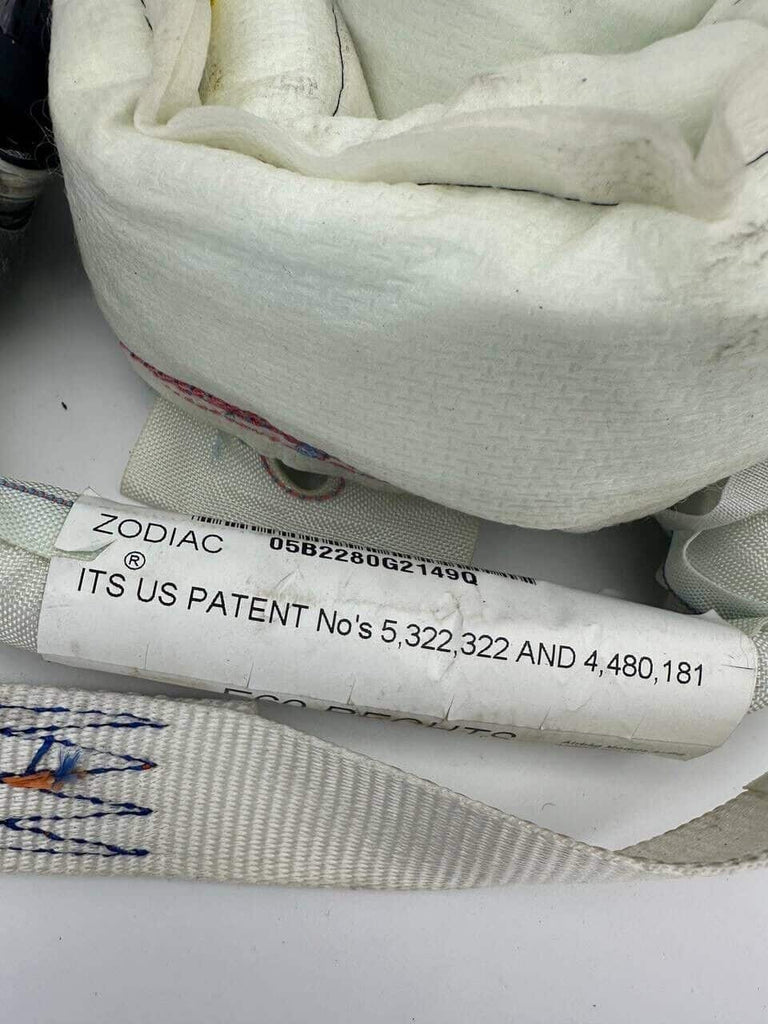 ZODIAC 05B2280G2149Q
®
ITS US PATENT No's 5,322,322 AND 4,480,181